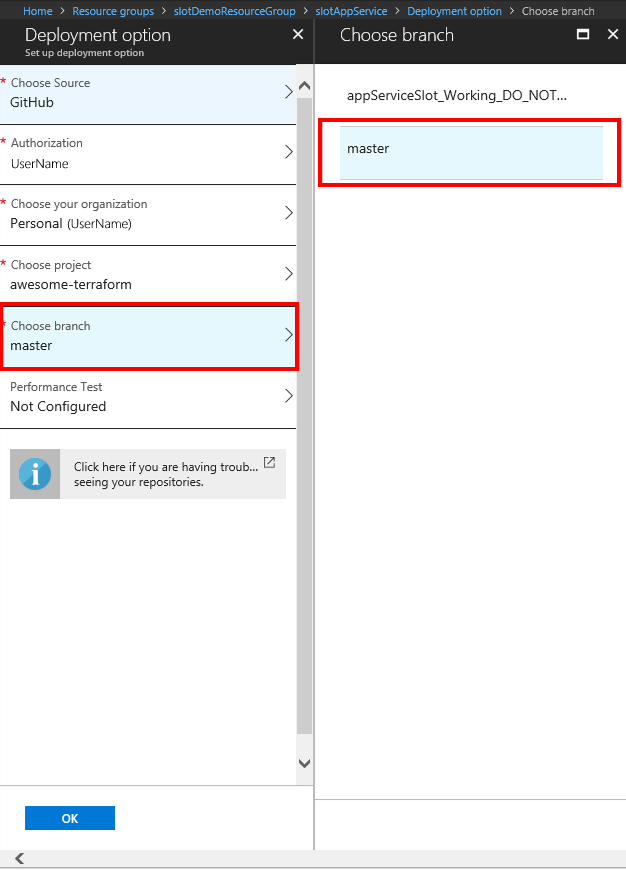 Home > Resource groups > slotDemoResourceGroup > slotAppService > Deployment option > Choose branch
Deployment option
Set up deployment option
* Choose Source
GitHub
* Authorization
UserName
* Choose your organization
Personal (UserName)
* Choose project
awesome-terraform
* Choose branch
master
Performance Test
Not Configured
Click here if you are having troub...
seeing your repositories.
OK
Choose branch
appServiceSlot_Working_DO_NOT...
master